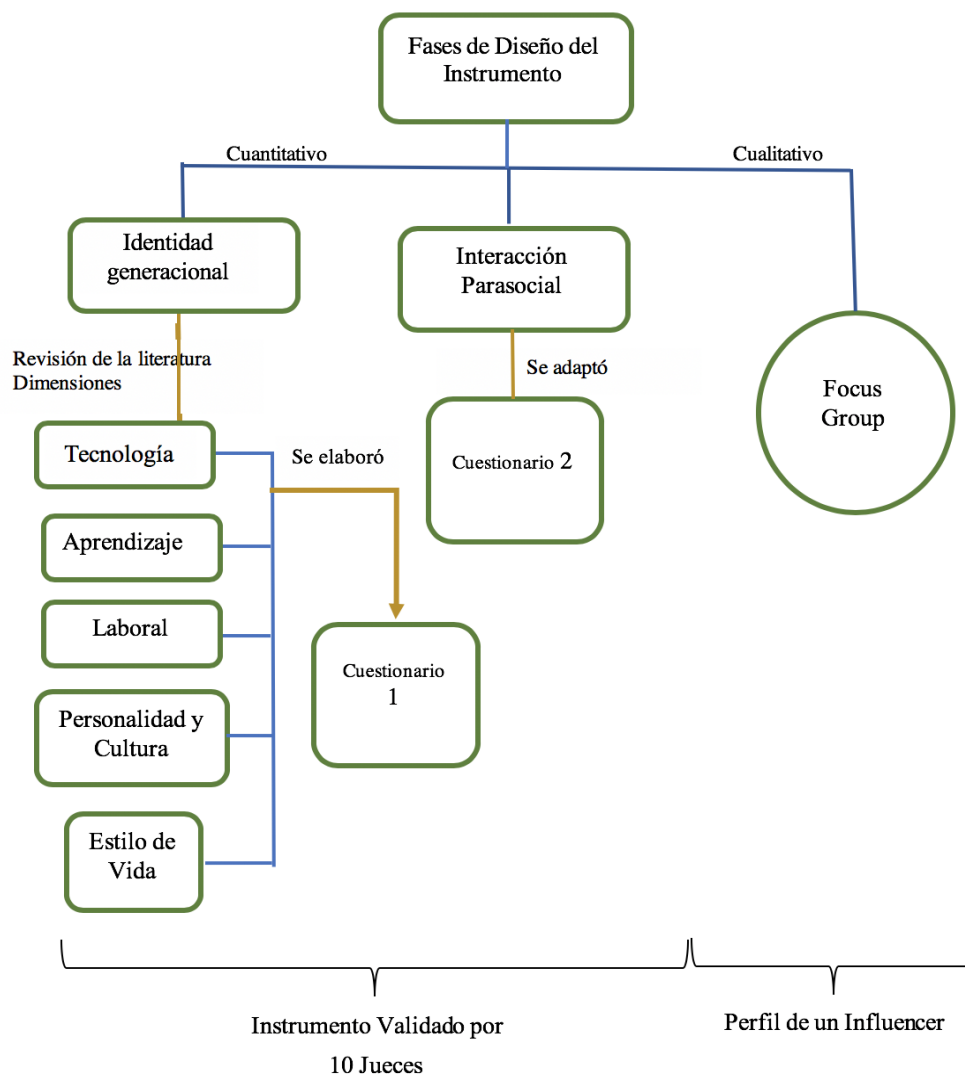 Fases de Diseño del
Instrumento
Cuantitativo
Cualitativo
Identidad
generacional
Interacción
Parasocial
Revisión de la literatura
Dimensiones
Se adaptó
Focus
Group
Tecnología
Se elaboró
Cuestionario 2
Aprendizaje
Laboral
Cuestionario
1
Personalidad y
Cultura
Estilo de
Vida
Instrumento Validado por
10 Jueces
Perfil de un Influencer